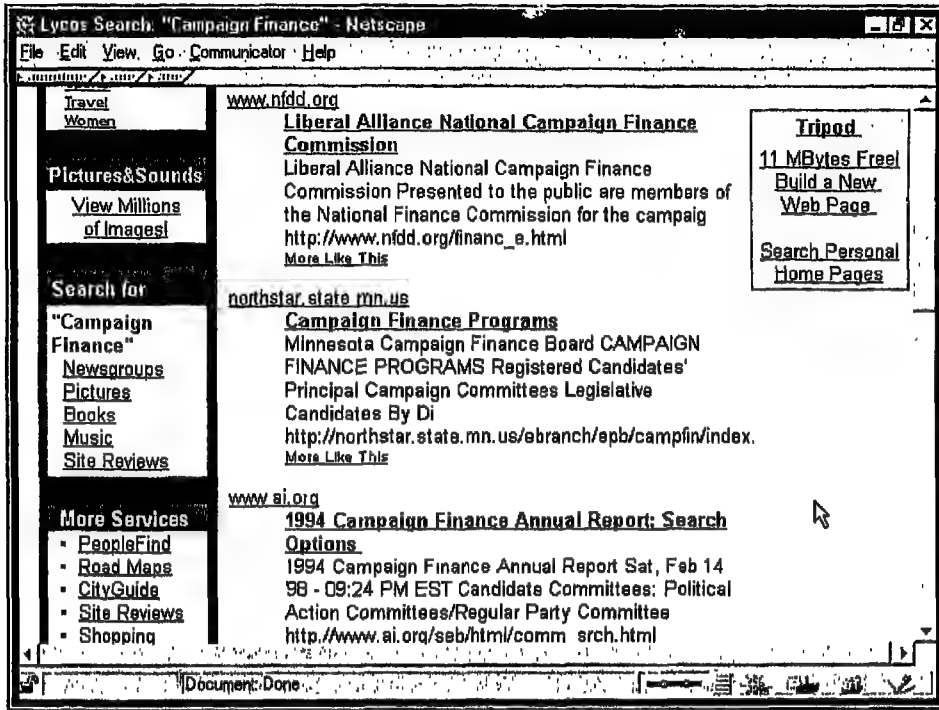 Lycos Search: "Campaign Finance" - Netscape
File Edit View Go Communicator Help
Travel
Women
Pictures&Sounds
View Millions
of Images!
Search for
"Campaign
Finance"
Newsgroups
Pictures
Books
Music
Site Reviews
More Services
PeopleFind
Road Maps
CityGuide
Site Reviews
Shopping
www.nfdd.org
Liberal Alliance National Campaign Finance
Commission
Liberal Alliance National Campaign Finance
Commission Presented to the public are members of
the National Finance Commission for the campaig
http://www.nfdd.org/financ_e.html
More Like This
northstar.state.mn.us
Campaign Finance Programs
Minnesota Campaign Finance Board CAMPAIGN
FINANCE PROGRAMS Registered Candidates'
Principal Campaign Committees Legislative
Candidates By Di
http://northstar.state.mn.us/ebranch/epb/campfin/index.
More Like This
www.ai.org
1994 Campaign Finance Annual Report: Search
Options
1994 Campaign Finance Annual Report Sat, Feb 14
'98 - 09:24 PM EST Candidate Committees: Political
Action Committees/Regular Party Committee
http://www.ai.org/seb/html/comm_srch.html
Tripod
11 MBytes Free!
Build a New
Web Page
Search Personal
Home Pages
Document: Done